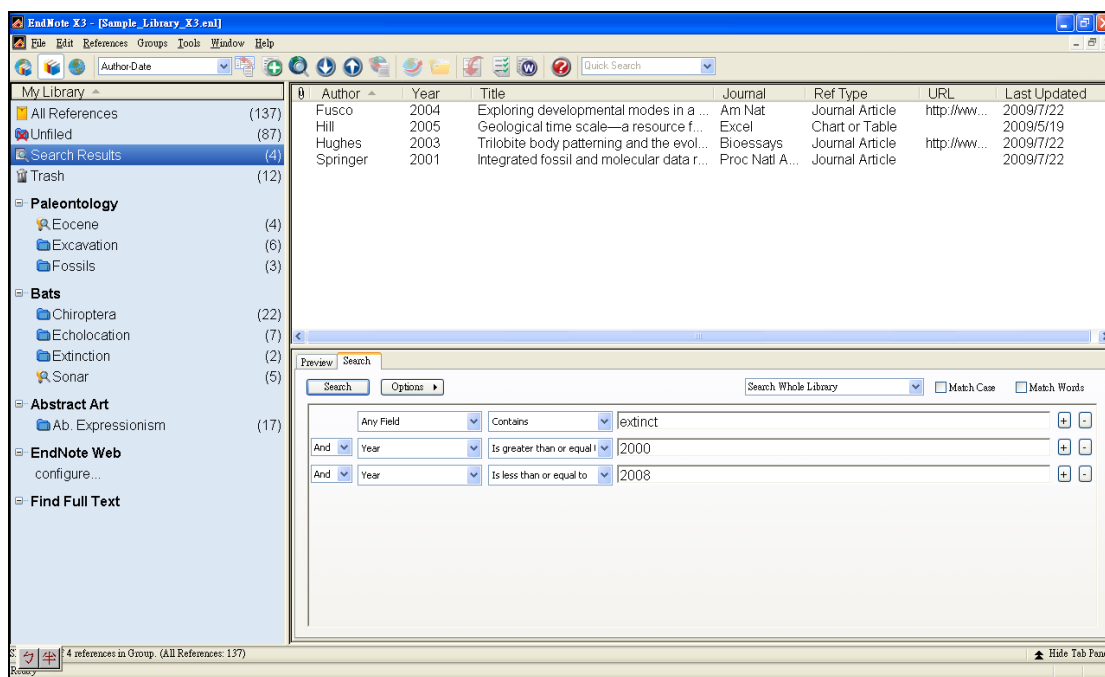 EndNote X3 - [Sample_Library_X3.enl]
File Edit References Groups Tools Window Help
Author-Date Quick Search
My Library
All References (137)
Unfiled (87)
Search Results (4)
Trash (12)
Paleontology
Eocene (4)
Excavation (6)
Fossils (3)
Bats
Chiroptera (22)
Echolocation (7)
Extinction (2)
Sonar (5)
Abstract Art
Ab. Expressionism (17)
EndNote Web
configure...
Find Full Text
Author Year Title Journal Ref Type URL Last Updated
Fusco 2004 Exploring developmental modes in a ... Am Nat Journal Article http://ww... 2009/7/22
Hill 2005 Geological time scale—a resource f... Excel Chart or Table 2009/5/19
Hughes 2003 Trilobite body patterning and the evol... Bioessays Journal Article http://ww... 2009/7/22
Springer 2001 Integrated fossil and molecular data r... Proc Natl A... Journal Article 2009/7/22
Preview Search
Search Options Search Whole Library Match Case Match Words
Any Field Contains extinct
And Year Is greater than or equal t 2000
And Year Is less than or equal to 2008
ㄅ 半 4 references in Group. (All References: 137) Hide Tab Pane